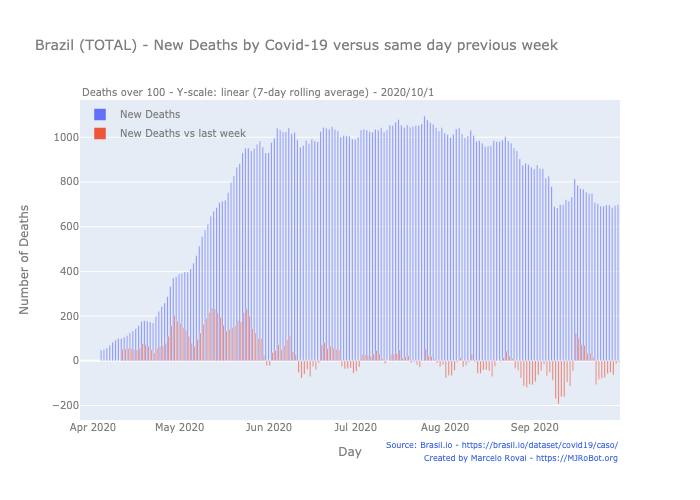 Brazil (TOTAL) - New Deaths by Covid-19 versus same day previous week
Deaths over 100 - Y-scale: linear (7-day rolling average) - 2020/10/1
New Deaths
New Deaths vs last week
Number of Deaths
1000
800
600
400
200
0
−200
Apr 2020 May 2020 Jun 2020 Jul 2020 Aug 2020 Sep 2020
Day
Source: Brasil.io - https://brasil.io/dataset/covid19/caso/
Created by Marcelo Rovai - https://MJRoBot.org